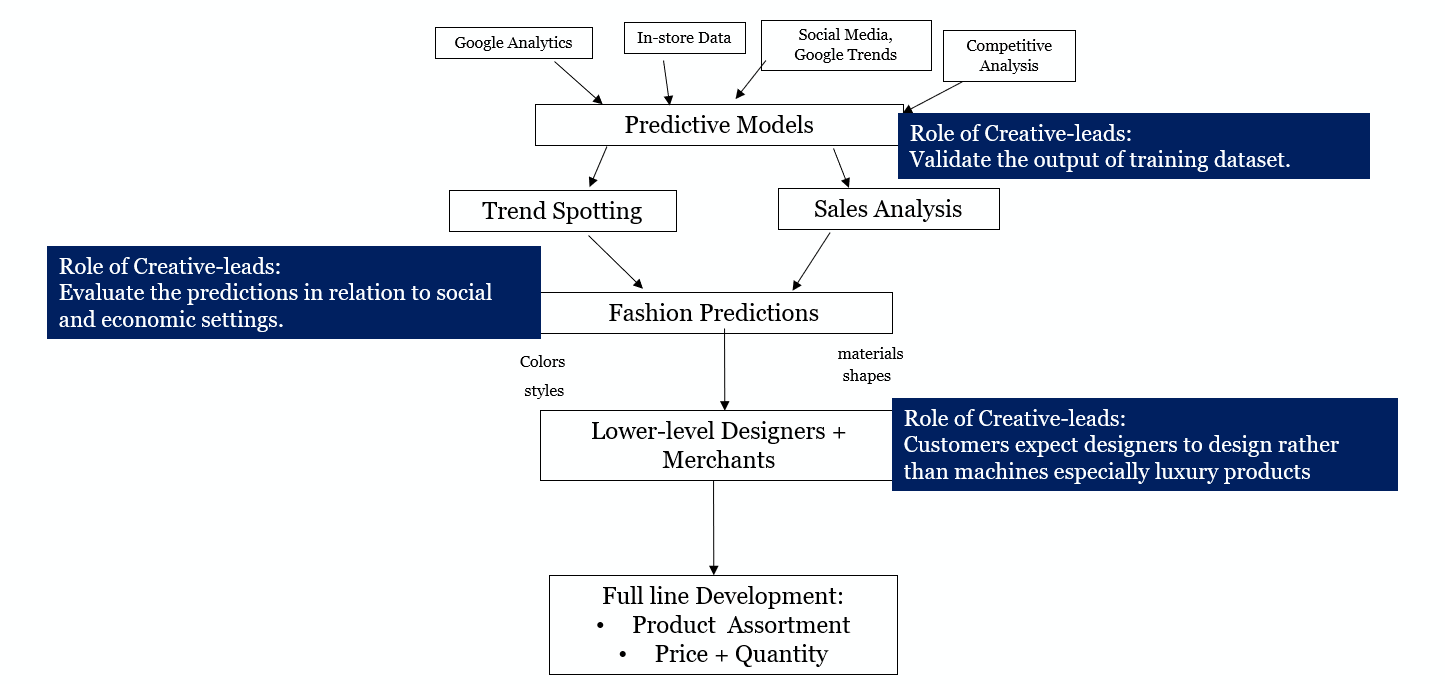 Google Analytics
In-store Data
Social Media,
Google Trends
Competitive
Analysis
Predictive Models
Role of Creative-leads:
Validate the output of training dataset.
Trend Spotting
Sales Analysis
Role of Creative-leads:
Evaluate the predictions in relation to social
and economic settings.
Fashion Predictions
Colors
styles
materials
shapes
Lower-level Designers +
Merchants
Role of Creative-leads:
Customers expect designers to design rather
than machines especially luxury products
Full line Development:
• Product Assortment
• Price + Quantity